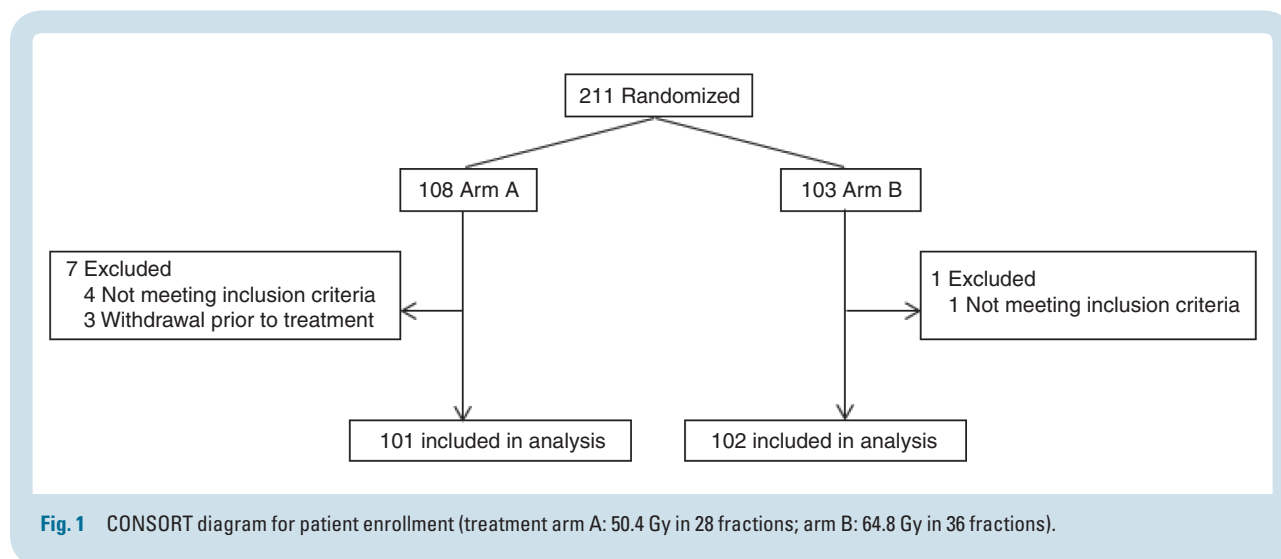 211 Randomized
108 Arm A
103 Arm B
7 Excluded
4 Not meeting inclusion criteria
3 Withdrawal prior to treatment
1 Excluded
1 Not meeting inclusion criteria
101 included in analysis
102 included in analysis
Fig. 1 CONSORT diagram for patient enrollment (treatment arm A: 50.4 Gy in 28 fractions; arm B: 64.8 Gy in 36 fractions).